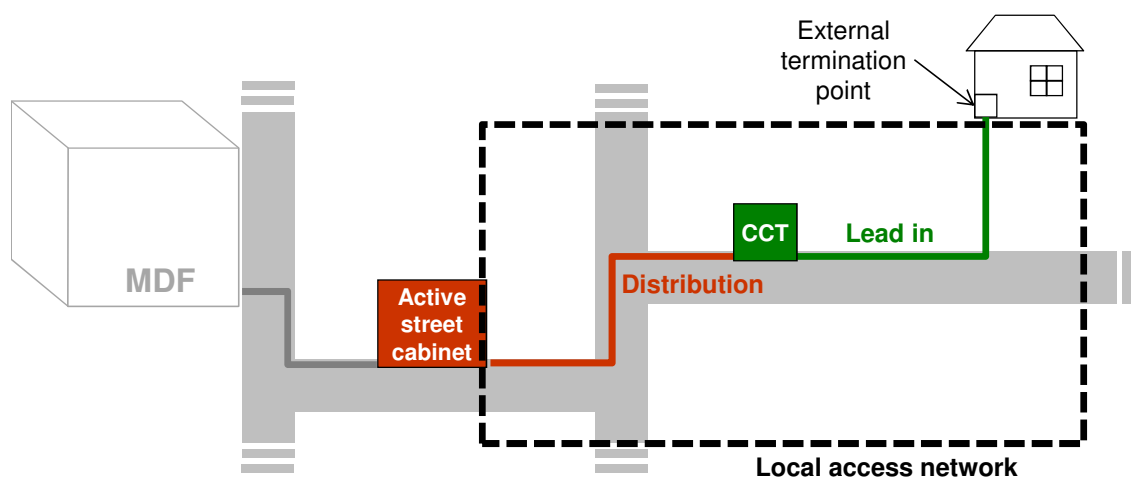 External
termination
point
MDF
CCT
Lead in
Distribution
Active
street
cabinet
Local access network